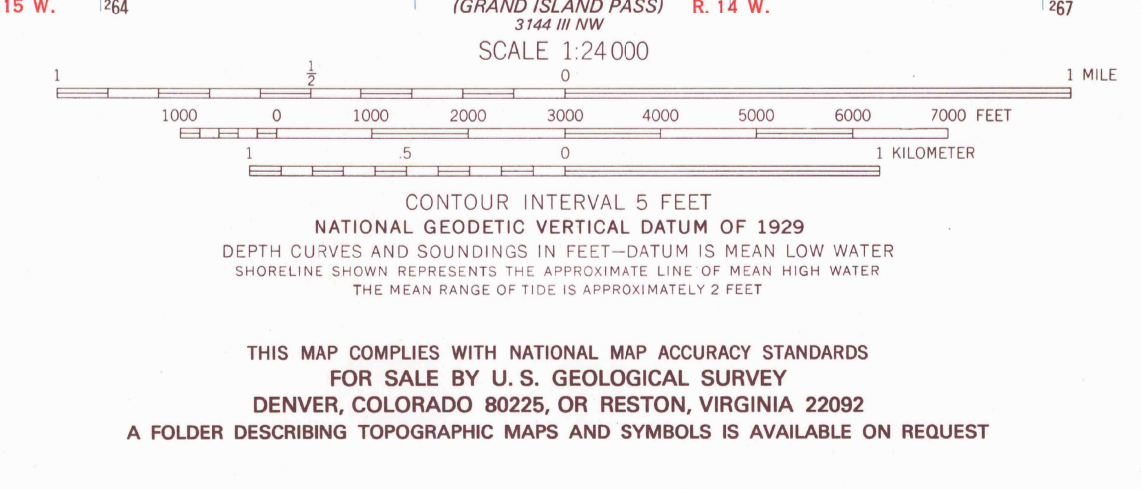 15 W. ²64 (GRAND ISLAND PASS) R. 14 W. ²67
3144 III NW
SCALE 1:24 000
1 ½ 0 1 MILE
1000 0 1000 2000 3000 4000 5000 6000 7000 FEET
1 .5 0 1 KILOMETER
CONTOUR INTERVAL 5 FEET
NATIONAL GEODETIC VERTICAL DATUM OF 1929
DEPTH CURVES AND SOUNDINGS IN FEET—DATUM IS MEAN LOW WATER
SHORELINE SHOWN REPRESENTS THE APPROXIMATE LINE OF MEAN HIGH WATER
THE MEAN RANGE OF TIDE IS APPROXIMATELY 2 FEET
THIS MAP COMPLIES WITH NATIONAL MAP ACCURACY STANDARDS
FOR SALE BY U. S. GEOLOGICAL SURVEY
DENVER, COLORADO 80225, OR RESTON, VIRGINIA 22092
A FOLDER DESCRIBING TOPOGRAPHIC MAPS AND SYMBOLS IS AVAILABLE ON REQUEST